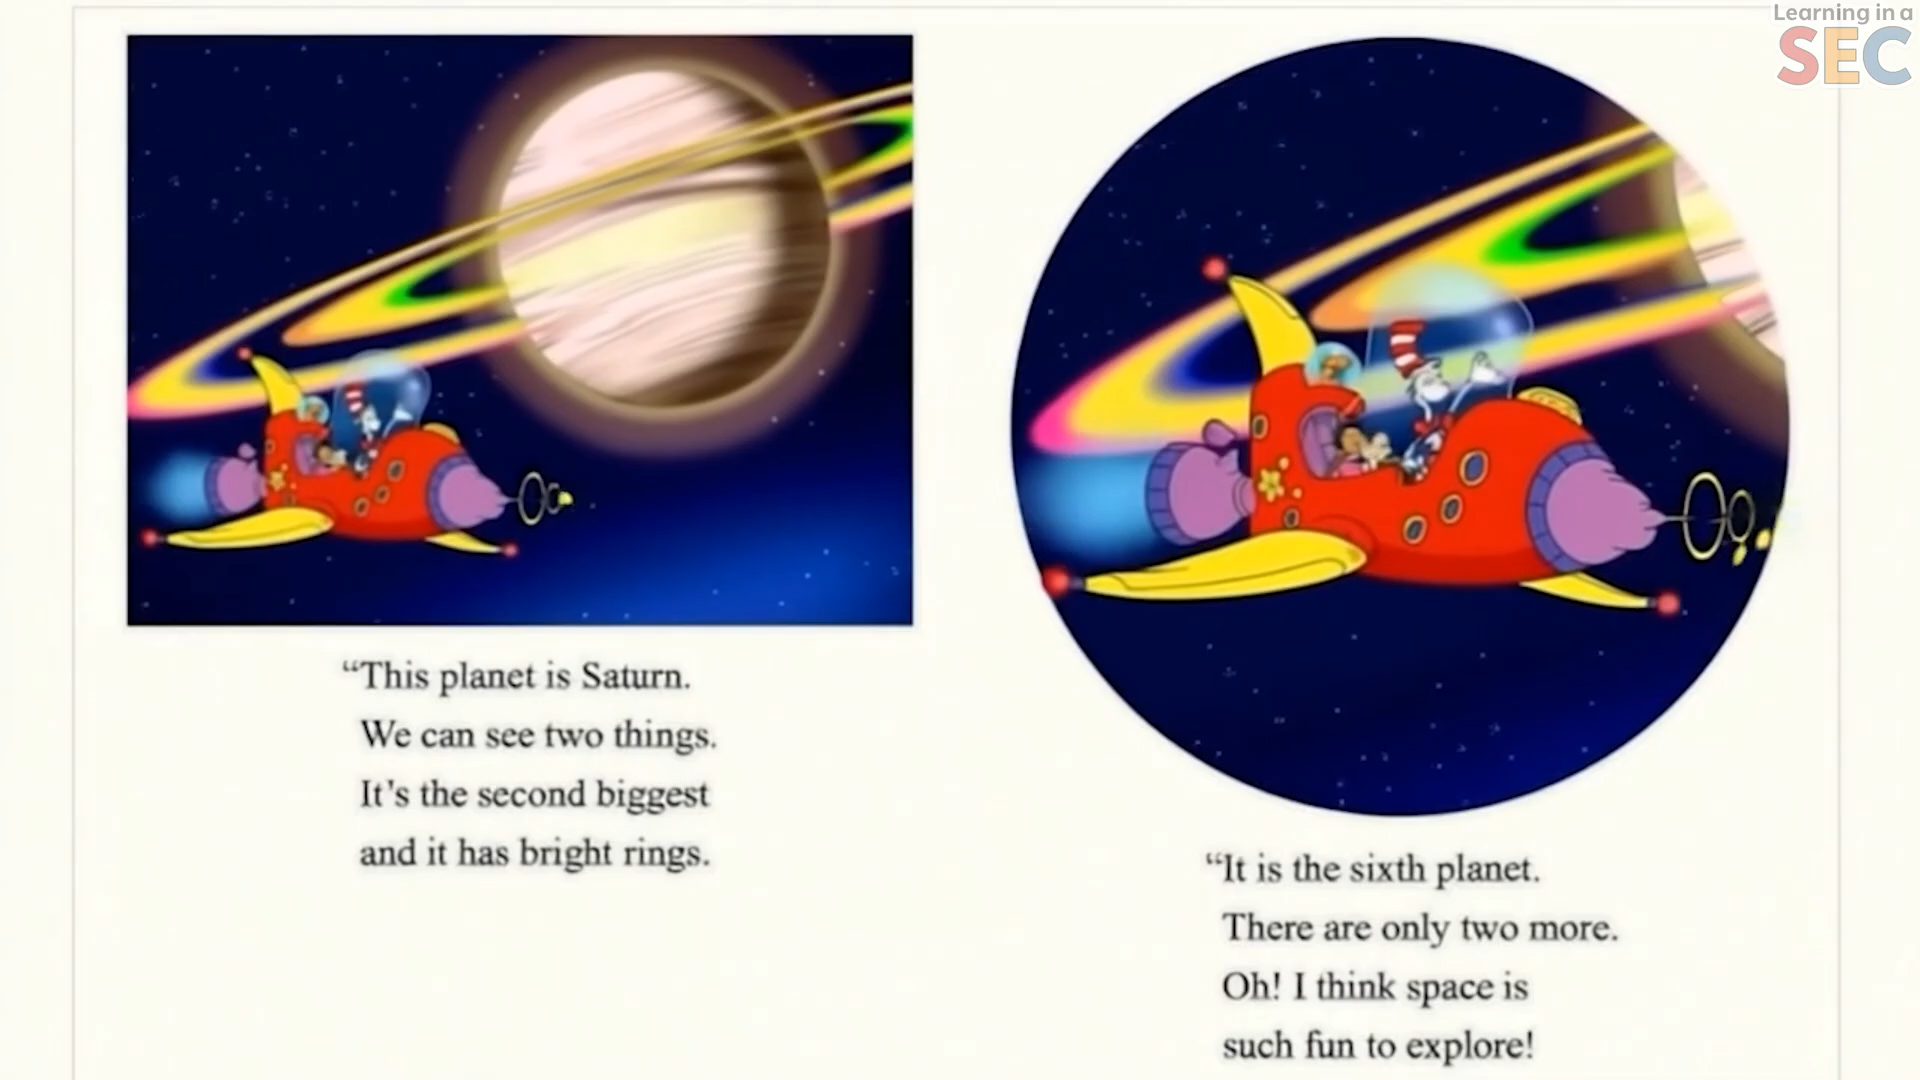 Learning in a
SEC
“This planet is Saturn.
We can see two things.
It's the second biggest
and it has bright rings.
“It is the sixth planet.
There are only two more.
Oh! I think space is
such fun to explore!